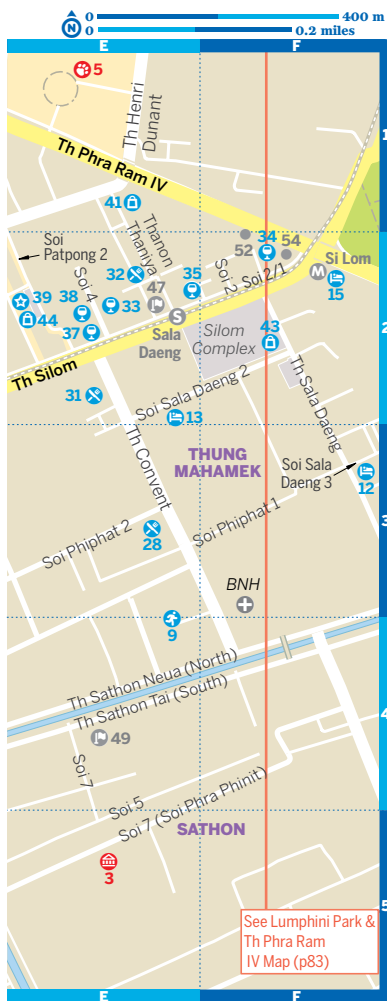 N
0 400 m
0 0.2 miles
E F
1
5
Th Henri
Dunant
Th Phra Ram IV
41
Thanon
Thaniya
Soi
Patpong 2
52
34
54
Si Lom
M
15
32
35
Soi 2
Soi 2/1
Soi 4
39
38
33
47
44
37
S
Sala
Daeng
Silom
Complex
43
2
Th Silom
31
Soi Sala Daeng 2
13
Th Sala Daeng
Th Convent
THUNG
MAHAMEK
Soi Sala
Daeng 3
12
3
Soi Phiphat 2
28
Soi Phiphat 1
BNH
9
Th Sathon Neua (North)
Th Sathon Tai (South)
4
49
Soi 7
Soi 5
Soi 7 (Soi Phra Phinit)
SATHON
3
5
See Lumphini Park &
Th Phra Ram
IV Map (p83)
E F